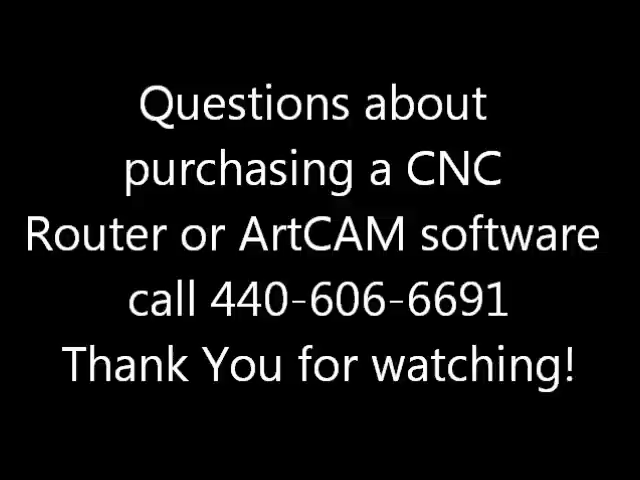 Questions about
purchasing a CNC
Router or ArtCAM software
call 440-606-6691
Thank You for watching!